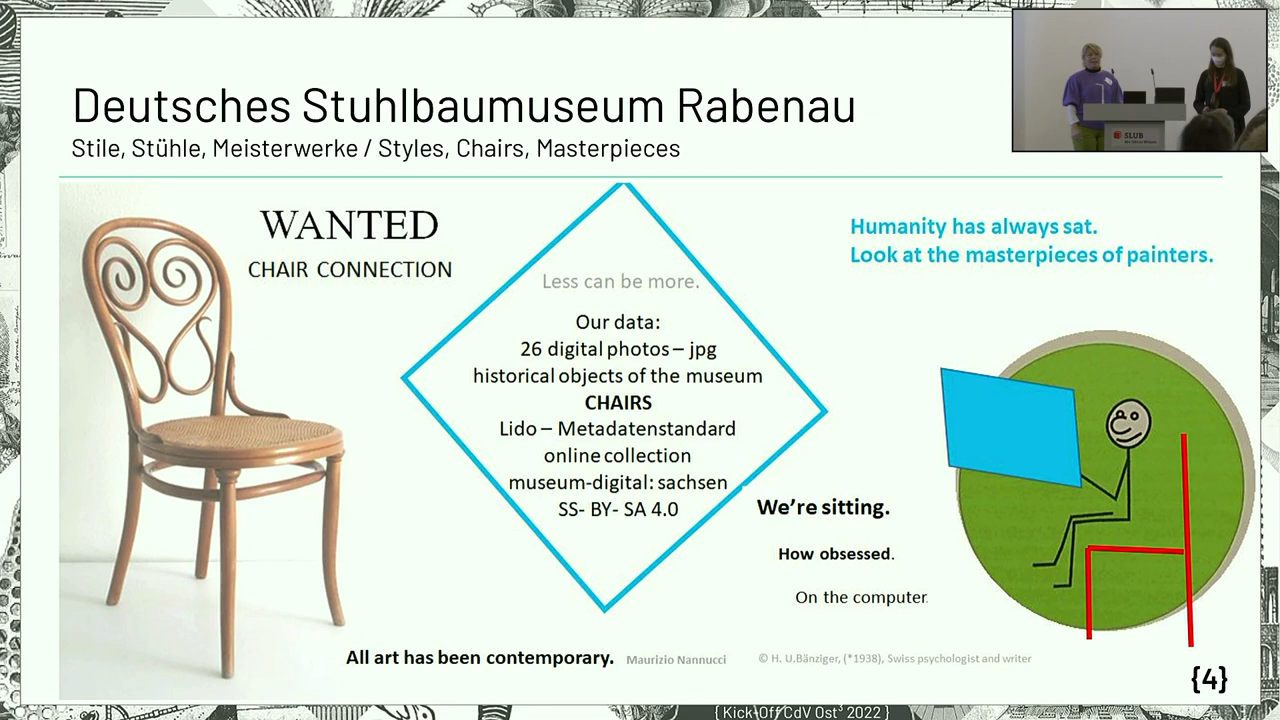 Deutsches Stuhlbaumuseum Rabenau
Stile, Stühle, Meisterwerke / Styles, Chairs, Masterpieces
WANTED
CHAIR CONNECTION
Less can be more.
Our data:
26 digital photos – jpg
historical objects of the museum
CHAIRS
Lido – Metadatenstandard
online collection
museum-digital: sachsen
SS- BY- SA 4.0
Humanity has always sat.
Look at the masterpieces of painters.
We're sitting.
How obsessed.
On the computer.
All art has been contemporary. Maurizio Nannucci
© H. U.Bänziger, (*1938), Swiss psychologist and writer
{4}
{ Kick-Off CdV Ost³ 2022 }
SLUB